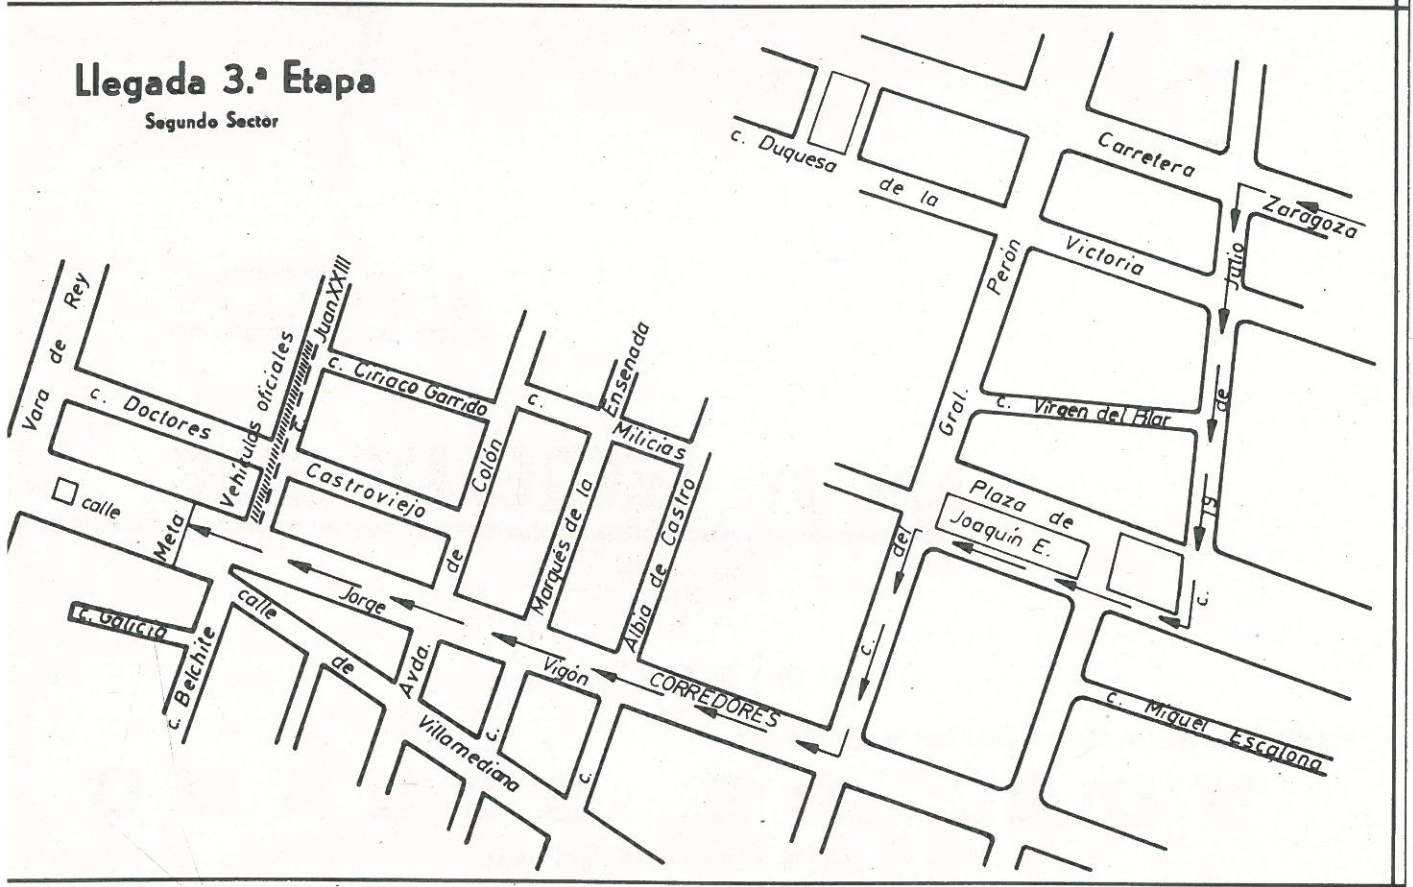 Llegada 3.ª Etapa
Segundo Sector
c. Duquesa de la Victoria
Carretera Zaragoza
c. 19 de Julio
c. del Gral. Perón
c. Virgen del Pilar
Plaza de
Joaquín E.
c. Miguel Escalona
Vara de Rey
c. Doctores Castroviejo
Vehículos oficiales
c. Juan XXIII
c. Ciriaco Garrido
Avda. de Colón
c. Milicias
c. Marqués de la Ensenada
c. Albia de Castro
calle Jorge Vigón
CORREDORES
Meta
c. Galicia
c. Belchite
calle de Villamediana